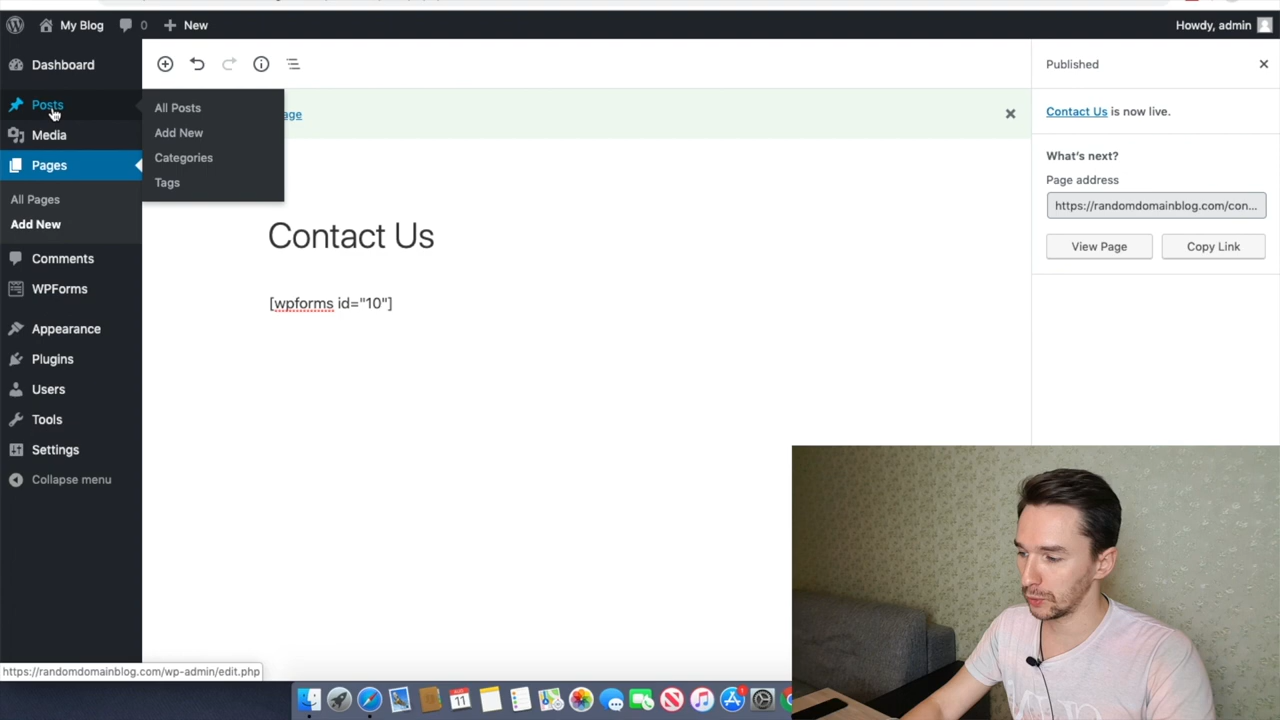 My Blog 0 New Howdy, admin
Dashboard
Posts
Media
Pages
All Pages
Add New
Comments
WPForms
Appearance
Plugins
Users
Tools
Settings
Collapse menu
All Posts
Add New
Categories
Tags
age
Contact Us
[wpforms id="10"]
Published
Contact Us is now live.
What's next?
Page address
https://randomdomainblog.com/con...
View Page Copy Link
https://randomdomainblog.com/wp-admin/edit.php
11